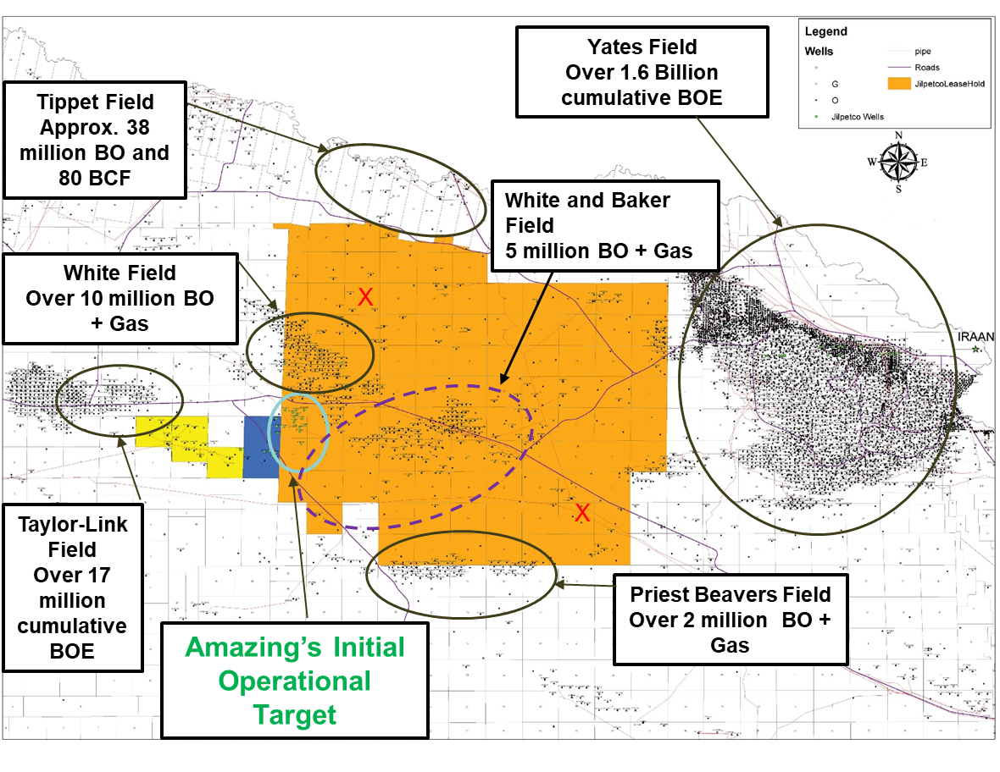 Tippet Field
Approx. 38
million BO and
80 BCF
Yates Field
Over 1.6 Billion
cumulative BOE
Legend
Wells
G
O
Jilpetco Wells
pipe
Roads
JilpetcoLeaseHold
N
W
E
S
White and Baker
Field
5 million BO + Gas
White Field
Over 10 million BO
+ Gas
X
IRAAN
X
Taylor-Link
Field
Over 17
million
cumulative
BOE
Amazing’s Initial
Operational
Target
Priest Beavers Field
Over 2 million BO +
Gas